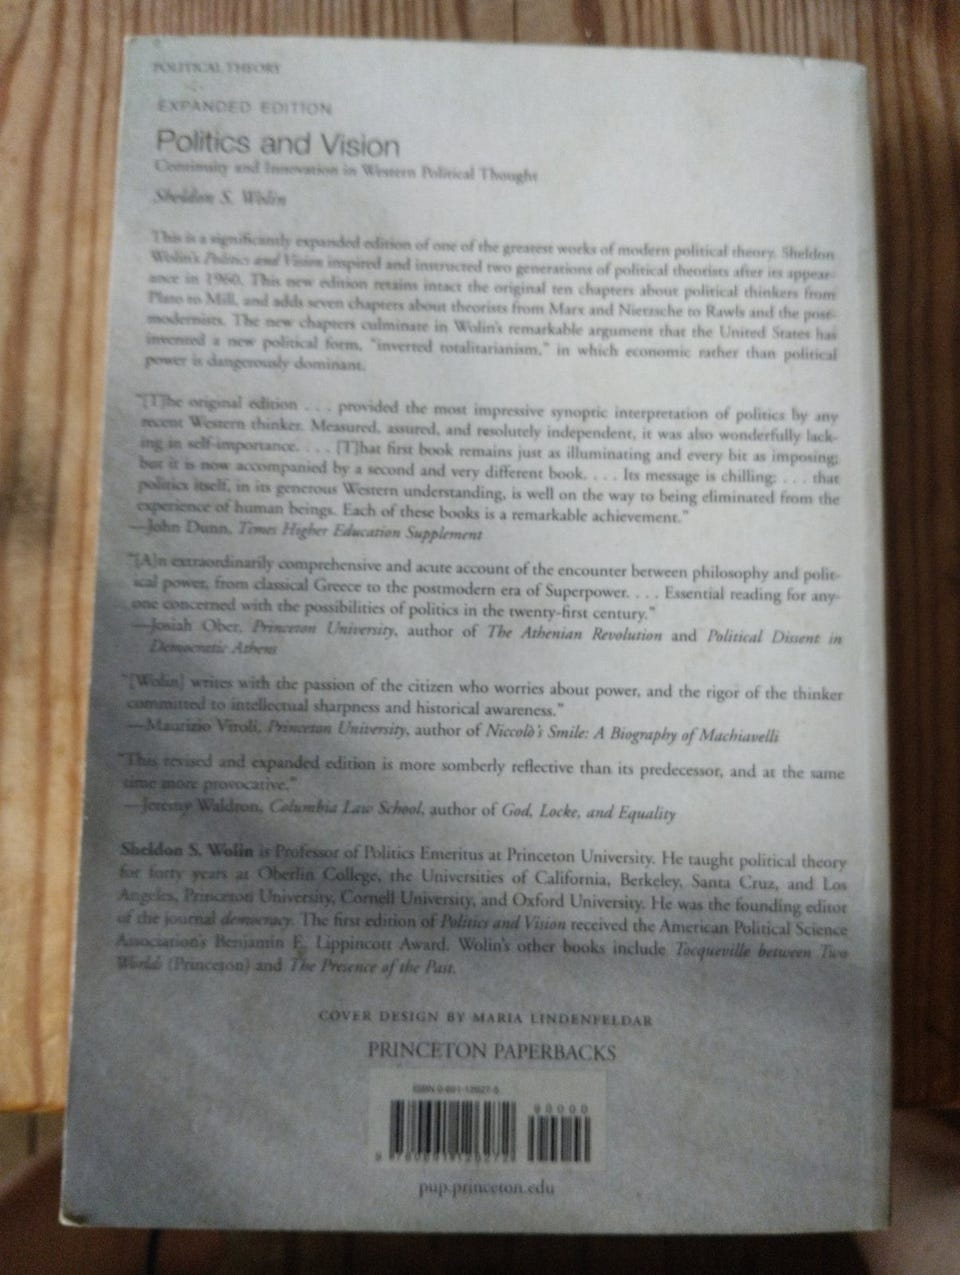 POLITICAL THEORY
EXPANDED EDITION
Politics and Vision
Continuity and Innovation in Western Political Thought
Sheldon S. Wolin
This is a significantly expanded edition of one of the greatest works of modern political theory. Sheldon
Wolin's Politics and Vision inspired and instructed two generations of political theorists after its appear-
ance in 1960. This new edition retains intact the original ten chapters about political thinkers from
Plato to Mill, and adds seven chapters about theorists from Marx and Nietzsche to Rawls and the post-
modernists. The new chapters culminate in Wolin's remarkable argument that the United States has
invented a new political form, "inverted totalitarianism," in which economic rather than political
power is dangerously dominant.
"[T]he original edition . . . provided the most impressive synoptic interpretation of politics by any
recent Western thinker. Measured, assured, and resolutely independent, it was also wonderfully lack-
ing in self-importance. . . . [T]hat first book remains just as illuminating and every bit as imposing;
but it is now accompanied by a second and very different book. . . . Its message is chilling: . . . that
politics itself, in its generous Western understanding, is well on the way to being eliminated from the
experience of human beings. Each of these books is a remarkable achievement."
—John Dunn, Times Higher Education Supplement
"[A]n extraordinarily comprehensive and acute account of the encounter between philosophy and polit-
ical power, from classical Greece to the postmodern era of Superpower. . . . Essential reading for any-
one concerned with the possibilities of politics in the twenty-first century."
—Josiah Ober, Princeton University, author of The Athenian Revolution and Political Dissent in
Democratic Athens
"[Wolin] writes with the passion of the citizen who worries about power, and the rigor of the thinker
committed to intellectual sharpness and historical awareness."
—Maurizio Viroli, Princeton University, author of Niccolò's Smile: A Biography of Machiavelli
"This revised and expanded edition is more somberly reflective than its predecessor, and at the same
time more provocative."
—Jeremy Waldron, Columbia Law School, author of God, Locke, and Equality
Sheldon S. Wolin is Professor of Politics Emeritus at Princeton University. He taught political theory
for forty years at Oberlin College, the Universities of California, Berkeley, Santa Cruz, and Los
Angeles, Princeton University, Cornell University, and Oxford University. He was the founding editor
of the journal democracy. The first edition of Politics and Vision received the American Political Science
Association's Benjamin E. Lippincott Award. Wolin's other books include Tocqueville between Two
Worlds (Princeton) and The Presence of the Past.
COVER DESIGN BY MARIA LINDENFELDAR
PRINCETON PAPERBACKS
ISBN 0-691-12627-5
90000
pup.princeton.edu